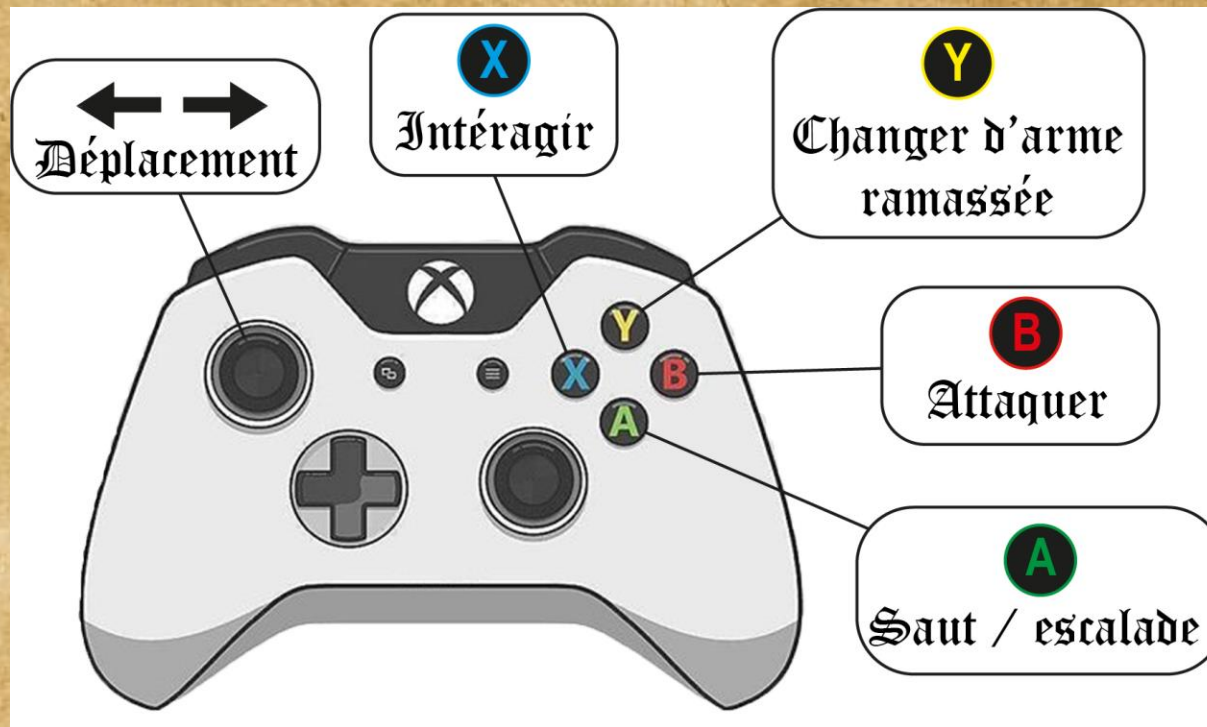 Déplacement
X
Intéragir
Y
Changer d'arme
ramassée
B
Attaquer
A
Saut / escalade
Y
X
B
A